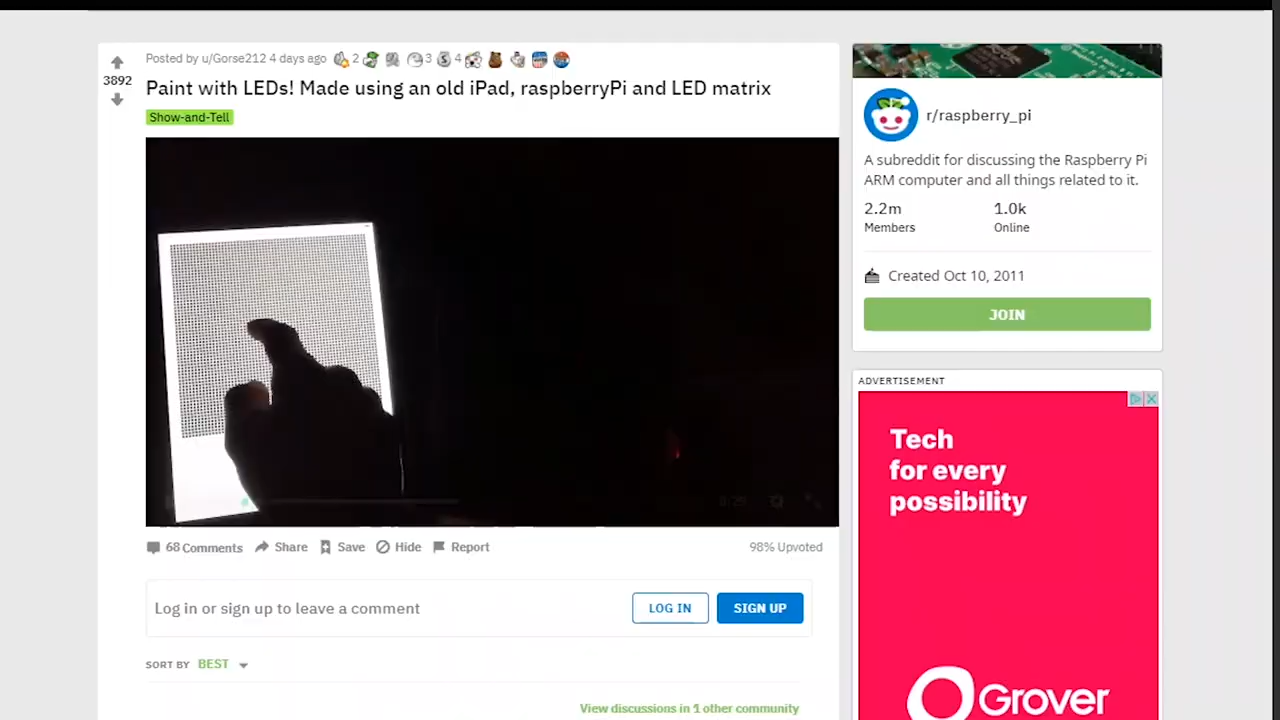 Posted by u/Gorse212 4 days ago
2
3
4
3892
Paint with LEDs! Made using an old iPad, raspberryPi and LED matrix
Show-and-Tell
68 Comments
Share
Save
Hide
Report
98% Upvoted
Log in or sign up to leave a comment
LOG IN
SIGN UP
SORT BY
BEST
View discussions in 1 other community
r/raspberry_pi
A subreddit for discussing the Raspberry Pi
ARM computer and all things related to it.
2.2m
Members
1.0k
Online
Created Oct 10, 2011
JOIN
ADVERTISEMENT
Tech
for every
possibility
Grover